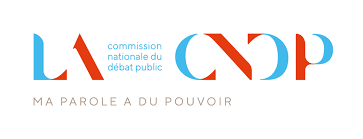 LA commission nationale du débat public CNDP
MA PAROLE A DU POUVOIR